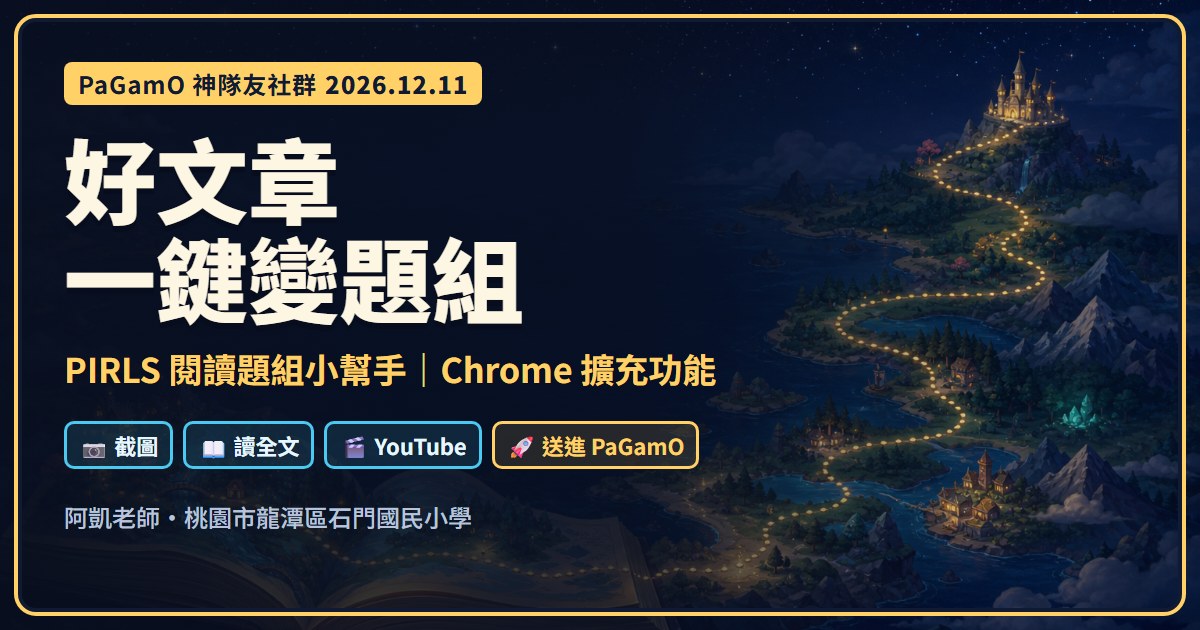 PaGamO 神隊友社群 2026.12.11
好文章
一鍵變題組
PIRLS 閱讀題組小幫手｜Chrome 擴充功能
📷 截圖 📖 讀全文 🎬 YouTube 🚀 送進 PaGamO
阿凱老師・桃園市龍潭區石門國民小學